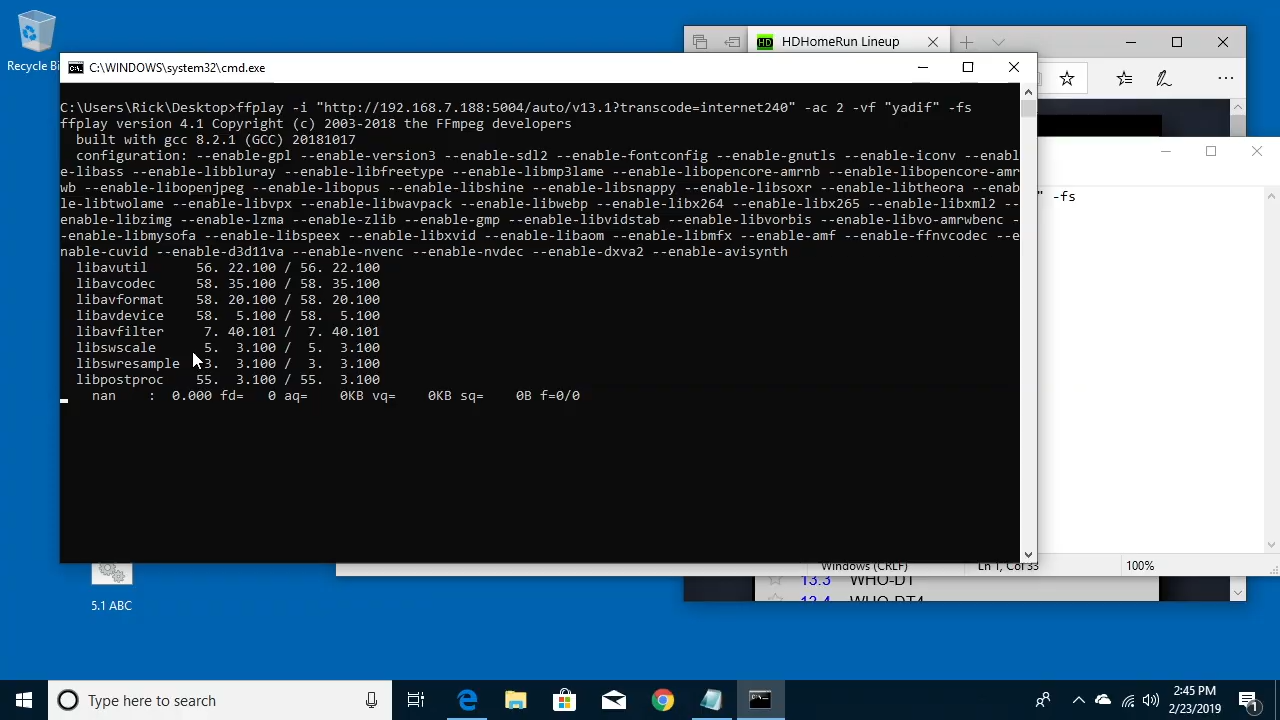 Recycle Bi
HDHomeRun Lineup
C:\WINDOWS\system32\cmd.exe
C:\Users\Rick\Desktop>ffplay -i "http://192.168.7.188:5004/auto/v13.1?transcode=internet240" -ac 2 -vf "yadif" -fs
ffplay version 4.1 Copyright (c) 2003-2018 the FFmpeg developers
built with gcc 8.2.1 (GCC) 20181017
configuration: --enable-gpl --enable-version3 --enable-sdl2 --enable-fontconfig --enable-gnutls --enable-iconv --enabl
e-libass --enable-libbluray --enable-libfreetype --enable-libmp3lame --enable-libopencore-amrnb --enable-libopencore-amr
wb --enable-libopenjpeg --enable-libopus --enable-libshine --enable-libsnappy --enable-libsoxr --enable-libtheora --enab
le-libtwolame --enable-libvpx --enable-libwavpack --enable-libwebp --enable-libx264 --enable-libx265 --enable-libxml2 --
enable-libzimg --enable-lzma --enable-zlib --enable-gmp --enable-libvidstab --enable-libvorbis --enable-libvo-amrwbenc -
-enable-libmysofa --enable-libspeex --enable-libxvid --enable-libaom --enable-libmfx --enable-amf --enable-ffnvcodec --e
nable-cuvid --enable-d3d11va --enable-nvenc --enable-nvdec --enable-dxva2 --enable-avisynth
libavutil 56. 22.100 / 56. 22.100
libavcodec 58. 35.100 / 58. 35.100
libavformat 58. 20.100 / 58. 20.100
libavdevice 58. 5.100 / 58. 5.100
libavfilter 7. 40.101 / 7. 40.101
libswscale 5. 3.100 / 5. 3.100
libswresample 3. 3.100 / 3. 3.100
libpostproc 55. 3.100 / 55. 3.100
nan : 0.000 fd= 0 aq= 0KB vq= 0KB sq= 0B f=0/0
" -fs
Windows (CRLF) Ln 1, Col 33 100%
13.3 WHO-DT
13.4 WHO-DT4
5.1 ABC
Type here to search
2:45 PM
2/23/2019
1